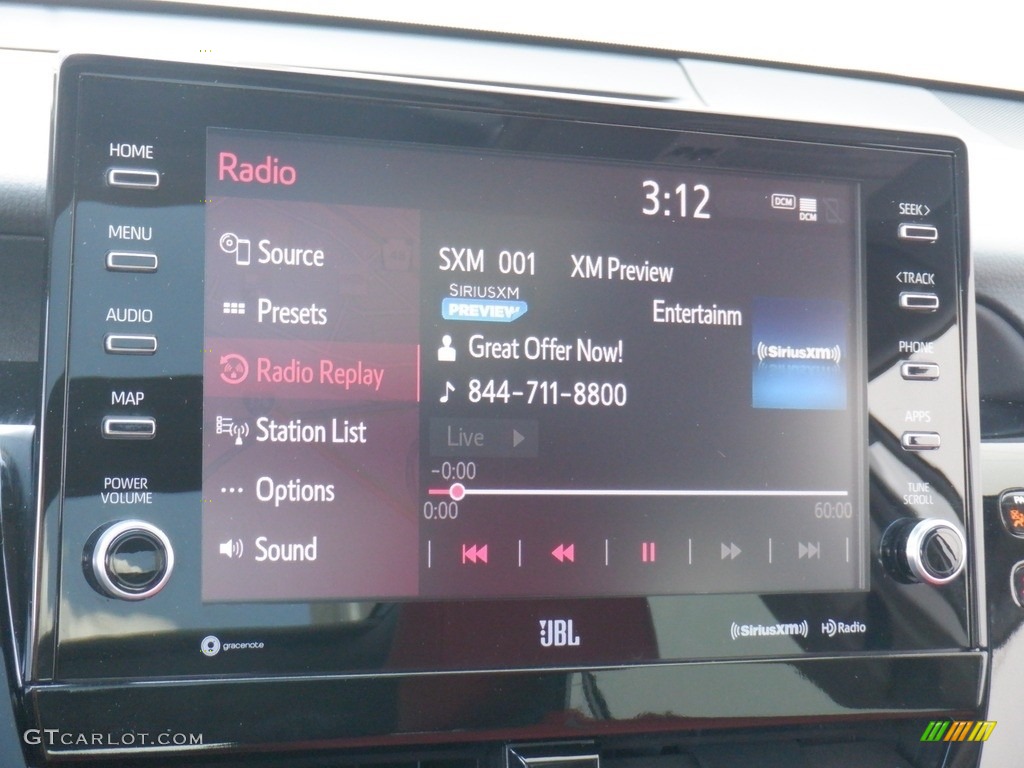 HOME
MENU
AUDIO
MAP
POWER
VOLUME
Radio
3:12
DCM
DCM
Source
Presets
Radio Replay
Station List
Options
Sound
SXM 001 XM Preview
SIRIUSXM
PREVIEW
Entertainm
Great Offer Now!
844-711-8800
((SiriusXM))
Live
-0:00
0:00
60:00
SEEK>
<TRACK
PHONE
APPS
TUNE
SCROLL
gracenote
JBL
((SiriusXM))
HD Radio
GTCARLOT.COM